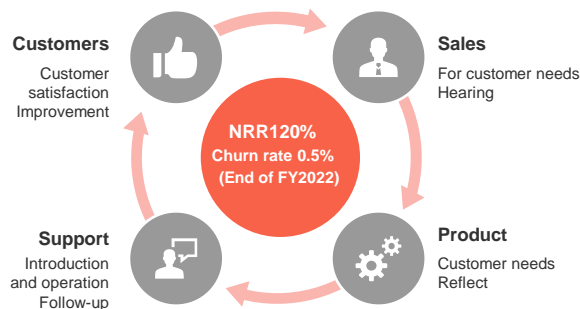 Customers
Customer
satisfaction
Improvement
Sales
For customer needs
Hearing
NRR120%
Churn rate 0.5%
(End of FY2022)
Support
Introduction
and operation
Follow-up
Product
Customer needs
Reflect